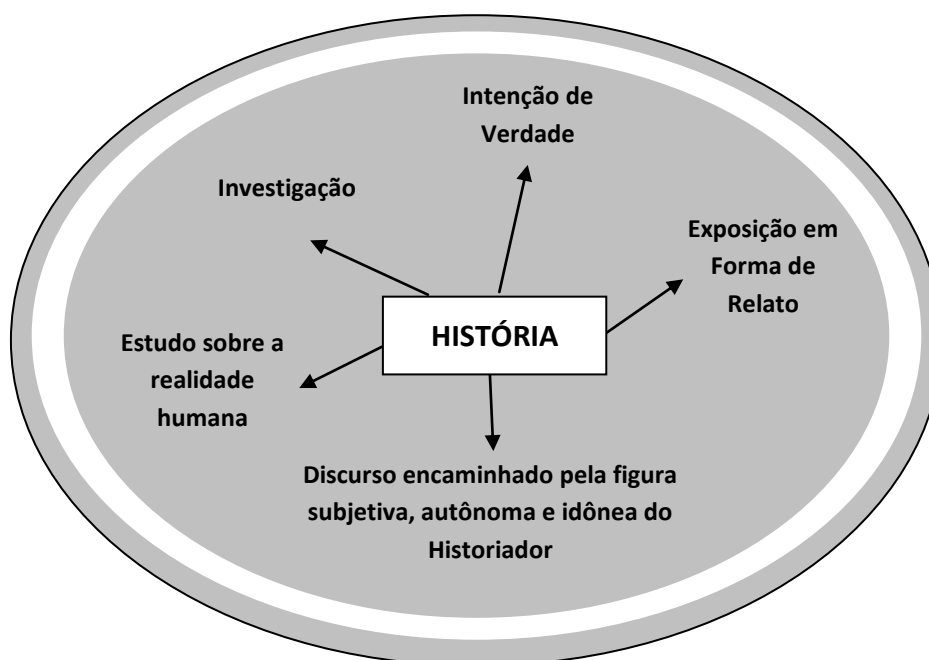 Intenção de
Verdade
Investigação
Exposição em
Forma de
Relato
HISTÓRIA
Estudo sobre a
realidade
humana
Discurso encaminhado pela figura
subjetiva, autônoma e idônea do
Historiador